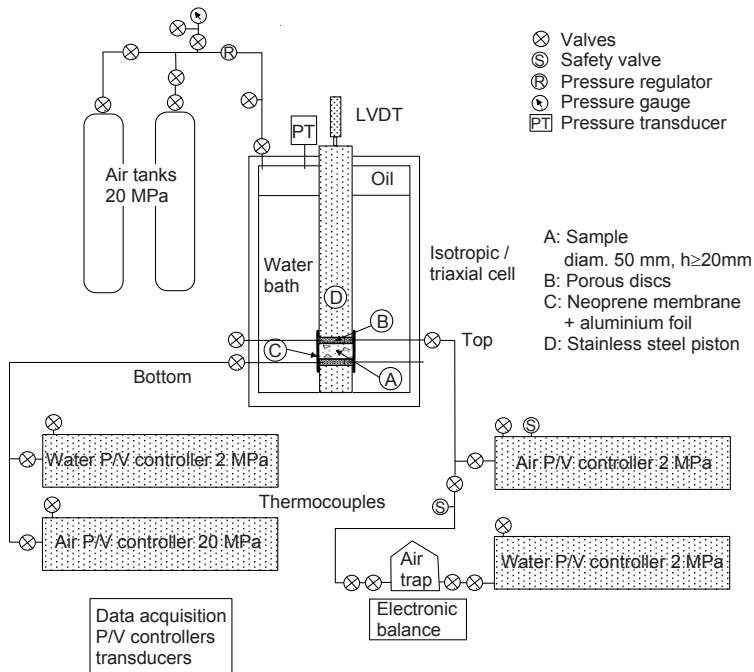 Valves
S Safety valve
R Pressure regulator
Pressure gauge
PT Pressure transducer
R
LVDT
PT
Air tanks
20 MPa
Oil
Water
bath
Isotropic /
triaxial cell
A: Sample
diam. 50 mm, h≥20mm
B: Porous discs
C: Neoprene membrane
+ aluminium foil
D: Stainless steel piston
D
B
C
A
Top
Bottom
Water P/V controller 2 MPa
S
Air P/V controller 2 MPa
Thermocouples
S
Air P/V controller 20 MPa
Air
trap
Water P/V controller 2 MPa
Electronic
balance
Data acquisition
P/V controllers
transducers